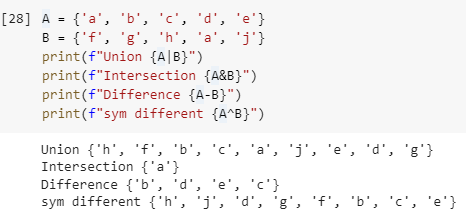 [28] A = {'a', 'b', 'c', 'd', 'e'}
B = {'f', 'g', 'h', 'a', 'j'}
print(f"Union {A|B}")
print(f"Intersection {A&B}")
print(f"Difference {A-B}")
print(f"sym different {A^B}")
Union {'h', 'f', 'b', 'c', 'a', 'j', 'e', 'd', 'g'}
Intersection {'a'}
Difference {'b', 'd', 'e', 'c'}
sym different {'h', 'j', 'd', 'g', 'f', 'b', 'c', 'e'}